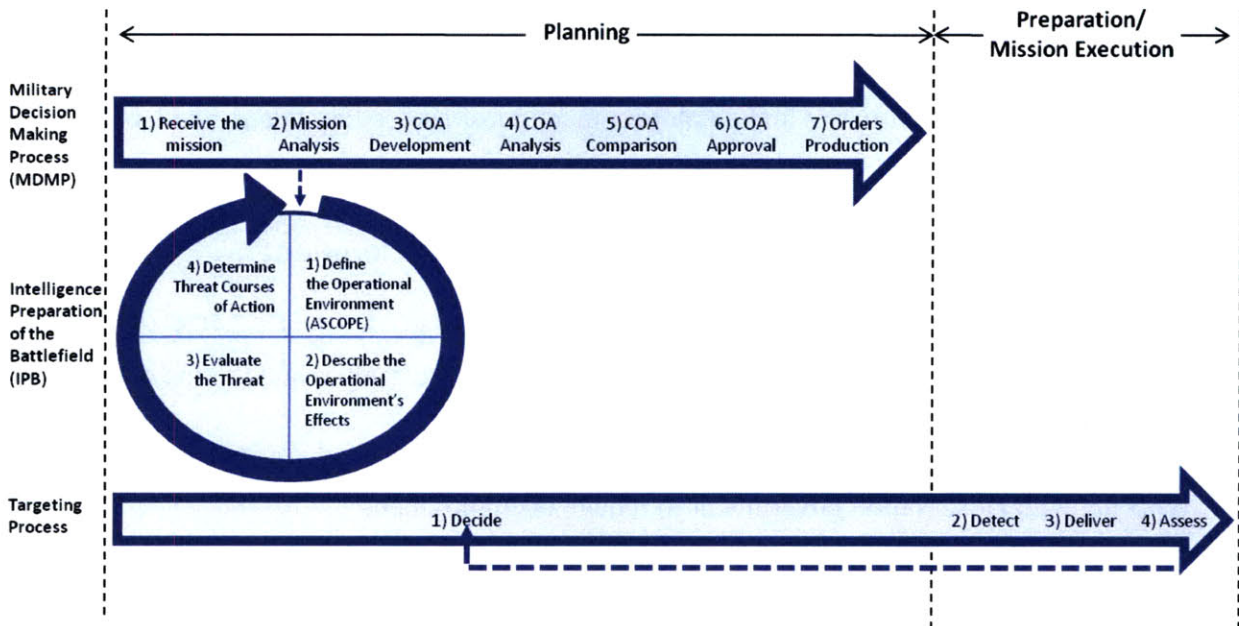 Planning
Preparation/
Mission Execution
Military
Decision
Making
Process
(MDMP)
1) Receive the
mission
2) Mission
Analysis
3) COA
Development
4) COA
Analysis
5) COA
Comparison
6) COA
Approval
7) Orders
Production
Intelligence
Preparation
of the
Battlefield
(IPB)
4) Determine
Threat Courses
of Action
1) Define
the Operational
Environment
(ASCOPE)
3) Evaluate
the Threat
2) Describe the
Operational
Environment's
Effects
Targeting
Process
1) Decide
2) Detect
3) Deliver
4) Assess